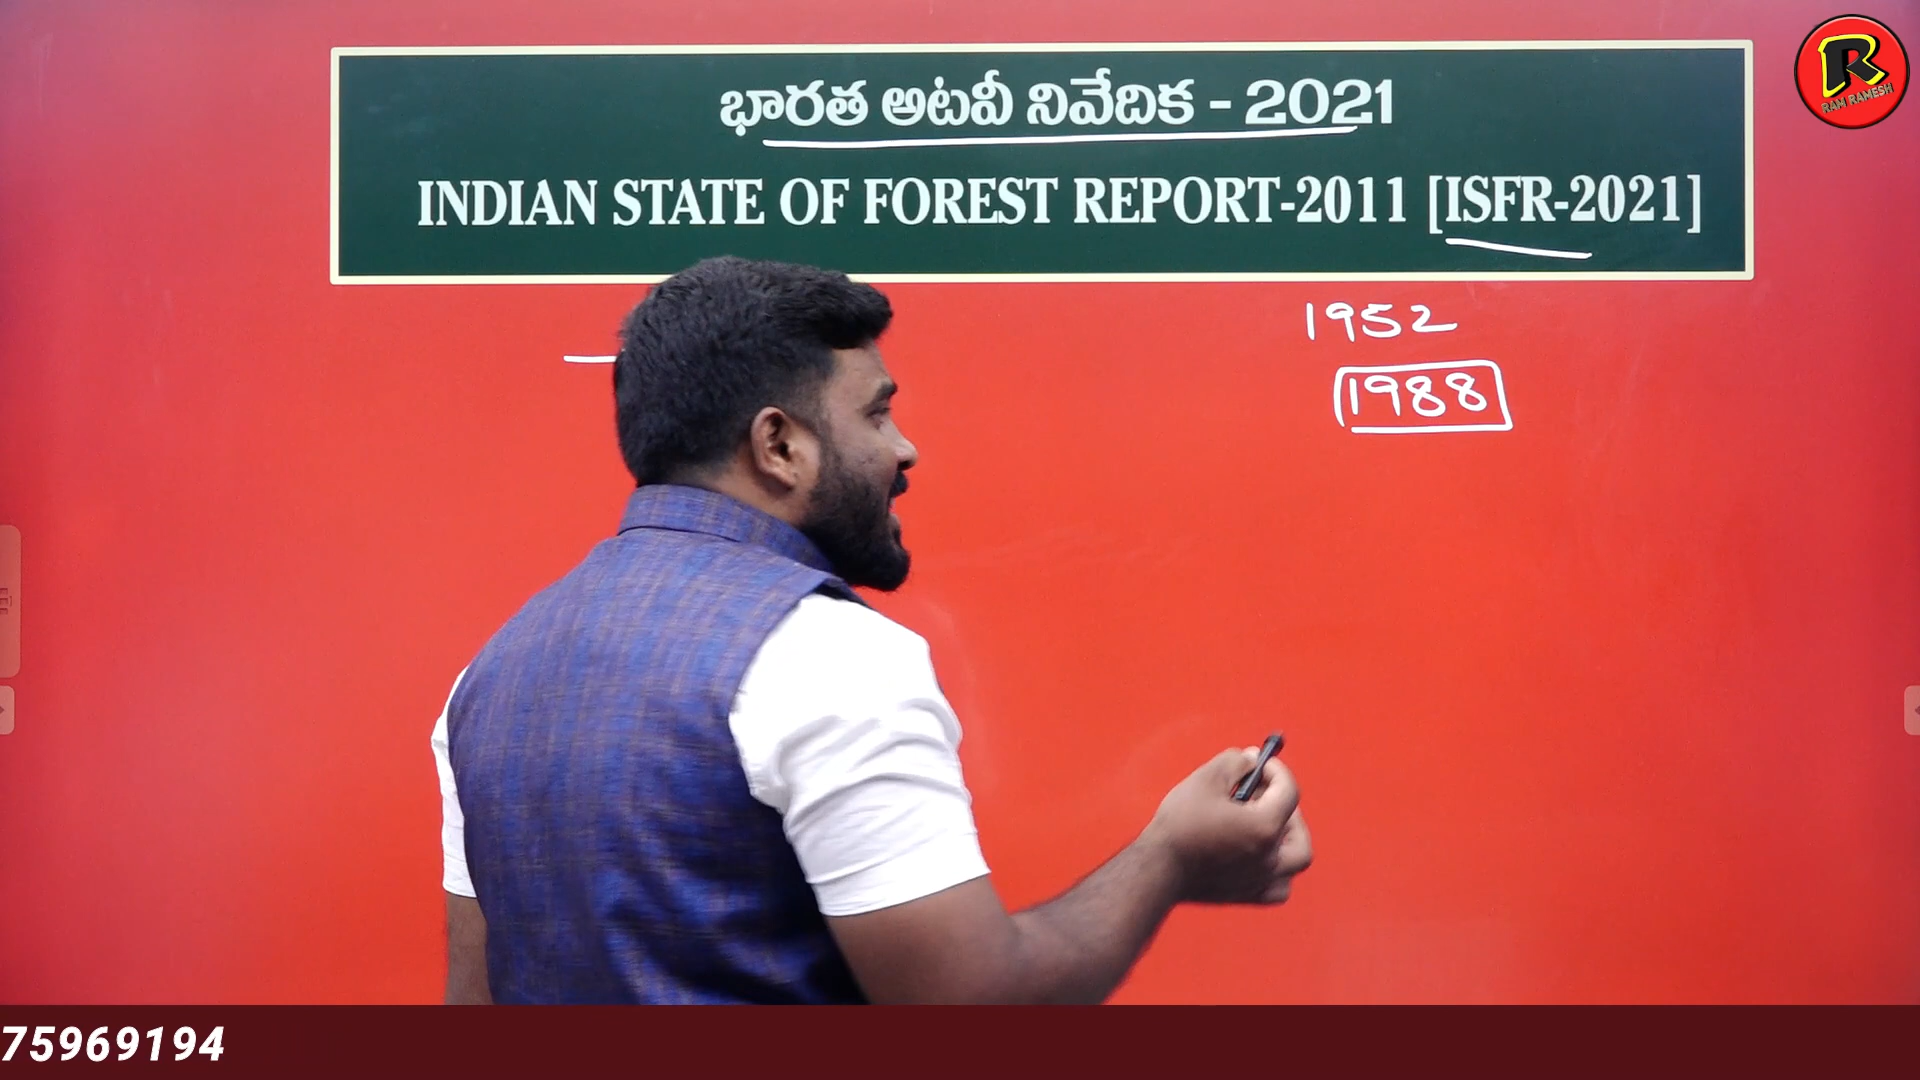 భారత అటవీ నివేదిక - 2021
INDIAN STATE OF FOREST REPORT-2011 [ISFR-2021]
1952
1988
R
RAM RAMESH
75969194